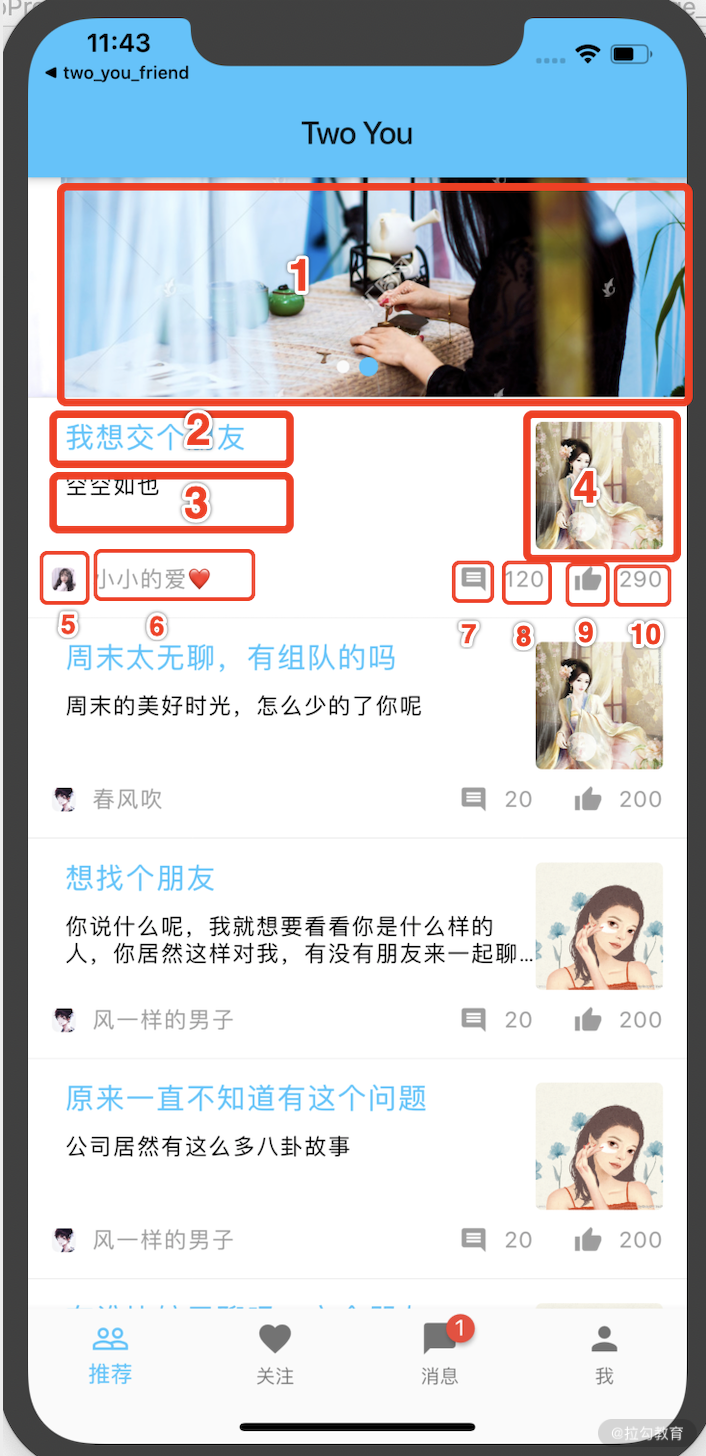 11:43
◀ two_you_friend
Two You
1
我想交个朋友
2
空空如也
3
4
小小的爱❤️
120
290
5
6
7
8
9
10
周末太无聊，有组队的吗
周末的美好时光，怎么少的了你呢
春风吹
20
200
想找个朋友
你说什么呢，我就想要看看你是什么样的
人，你居然这样对我，有没有朋友来一起聊...
风一样的男子
20
200
原来一直不知道有这个问题
公司居然有这么多八卦故事
风一样的男子
20
200
1
推荐
关注
消息
我
@拉勾教育